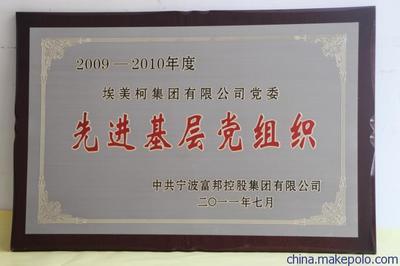 2009—2010年度
埃美柯集团有限公司党委
先进基层党组织
中共宁波富邦控股集团有限公司
二〇一一年七月
china.makepolo.com